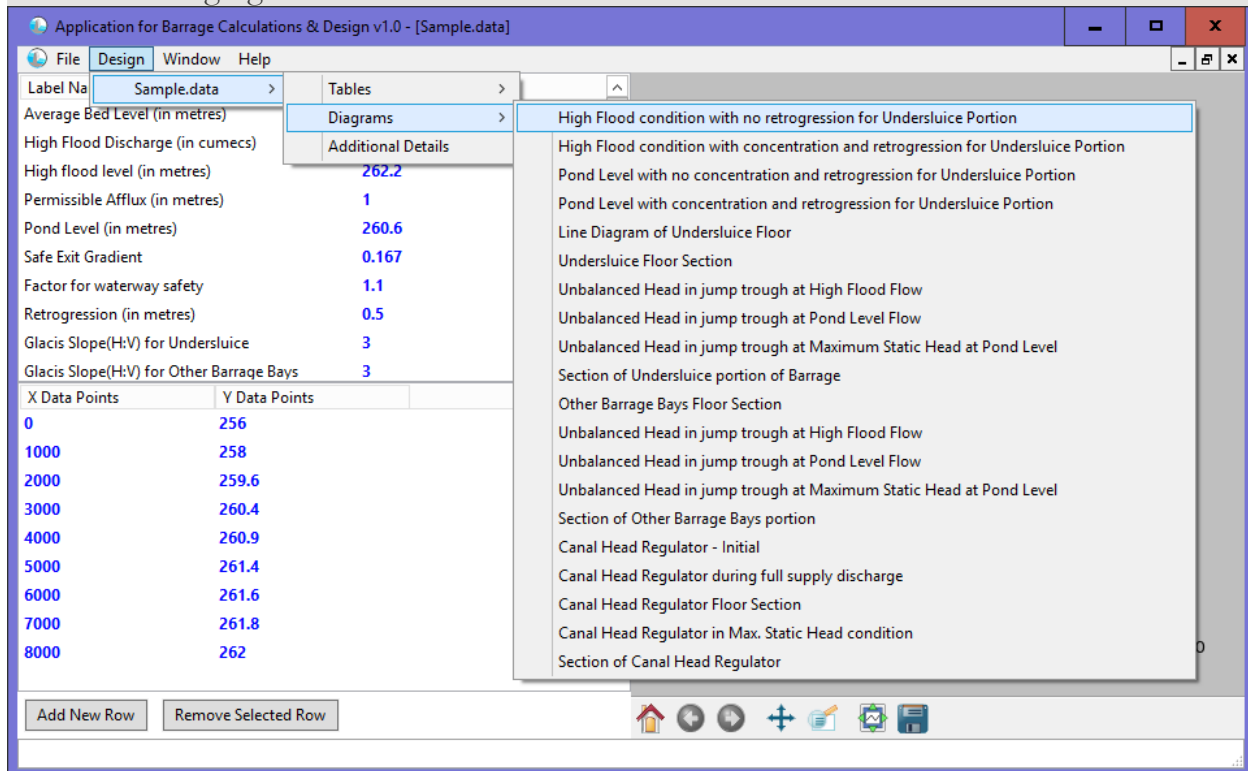 Application for Barrage Calculations & Design v1.0 - [Sample.data]
File Design Window Help
Label Na
Sample.data > Tables >
Average Bed Level (in metres) Diagrams >
High Flood Discharge (in cumecs) Additional Details
High flood level (in metres) 262.2
Permissible Afflux (in metres) 1
Pond Level (in metres) 260.6
Safe Exit Gradient 0.167
Factor for waterway safety 1.1
Retrogression (in metres) 0.5
Glacis Slope(H:V) for Undersluice 3
Glacis Slope(H:V) for Other Barrage Bays 3
X Data Points Y Data Points
0 256
1000 258
2000 259.6
3000 260.4
4000 260.9
5000 261.4
6000 261.6
7000 261.8
8000 262
Add New Row Remove Selected Row
High Flood condition with no retrogression for Undersluice Portion
High Flood condition with concentration and retrogression for Undersluice Portion
Pond Level with no concentration and retrogression for Undersluice Portion
Pond Level with concentration and retrogression for Undersluice Portion
Line Diagram of Undersluice Floor
Undersluice Floor Section
Unbalanced Head in jump trough at High Flood Flow
Unbalanced Head in jump trough at Pond Level Flow
Unbalanced Head in jump trough at Maximum Static Head at Pond Level
Section of Undersluice portion of Barrage
Other Barrage Bays Floor Section
Unbalanced Head in jump trough at High Flood Flow
Unbalanced Head in jump trough at Pond Level Flow
Unbalanced Head in jump trough at Maximum Static Head at Pond Level
Section of Other Barrage Bays portion
Canal Head Regulator - Initial
Canal Head Regulator during full supply discharge
Canal Head Regulator Floor Section
Canal Head Regulator in Max. Static Head condition
Section of Canal Head Regulator
0